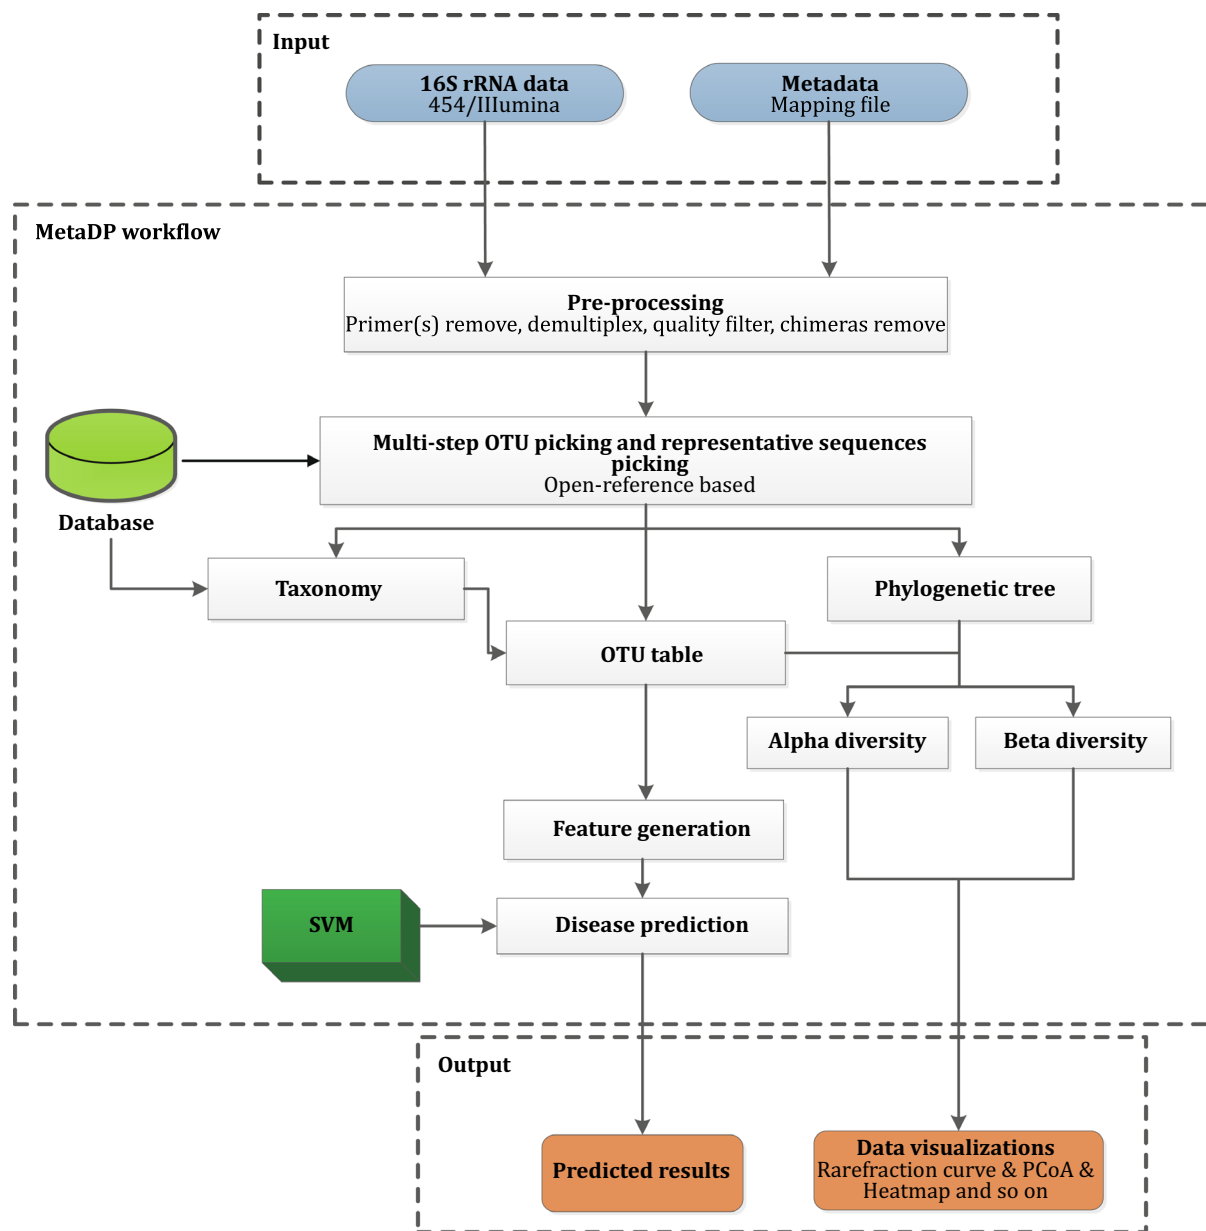 Input
16S rRNA data
454/IIIumina
Metadata
Mapping file
MetaDP workflow
Pre-processing
Primer(s) remove, demultiplex, quality filter, chimeras remove
Multi-step OTU picking and representative sequences
picking
Open-reference based
Database
Taxonomy
Phylogenetic tree
OTU table
Alpha diversity
Beta diversity
Feature generation
SVM
Disease prediction
Output
Predicted results
Data visualizations
Rarefraction curve & PCoA &
Heatmap and so on